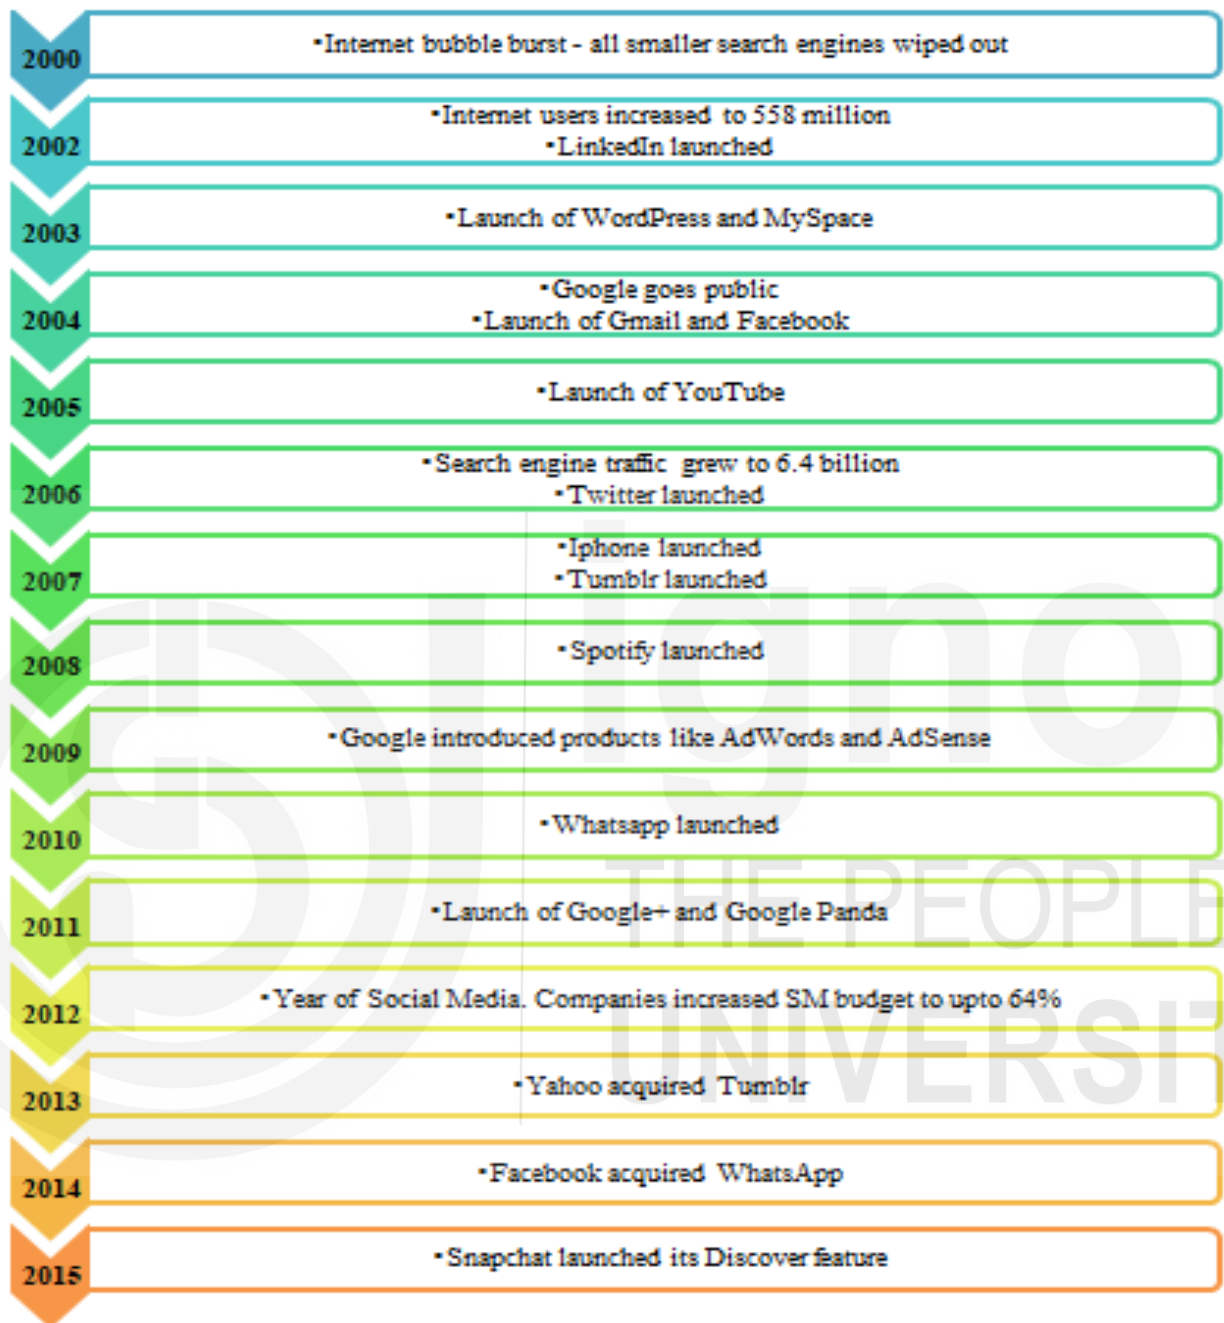 2000
▪Internet bubble burst - all smaller search engines wiped out
2002
▪Internet users increased to 558 million
▪LinkedIn launched
2003
▪Launch of WordPress and MySpace
2004
▪Google goes public
▪Launch of Gmail and Facebook
2005
▪Launch of YouTube
2006
▪Search engine traffic grew to 6.4 billion
▪Twitter launched
2007
▪Iphone launched
▪Tumblr launched
2008
▪Spotify launched
2009
▪Google introduced products like AdWords and AdSense
2010
▪Whatsapp launched
2011
▪Launch of Google+ and Google Panda
2012
▪Year of Social Media. Companies increased SM budget to upto 64%
2013
▪Yahoo acquired Tumblr
2014
▪Facebook acquired WhatsApp
2015
▪Snapchat launched its Discover feature
igno
THE PEOPLE
UNIVERSIT